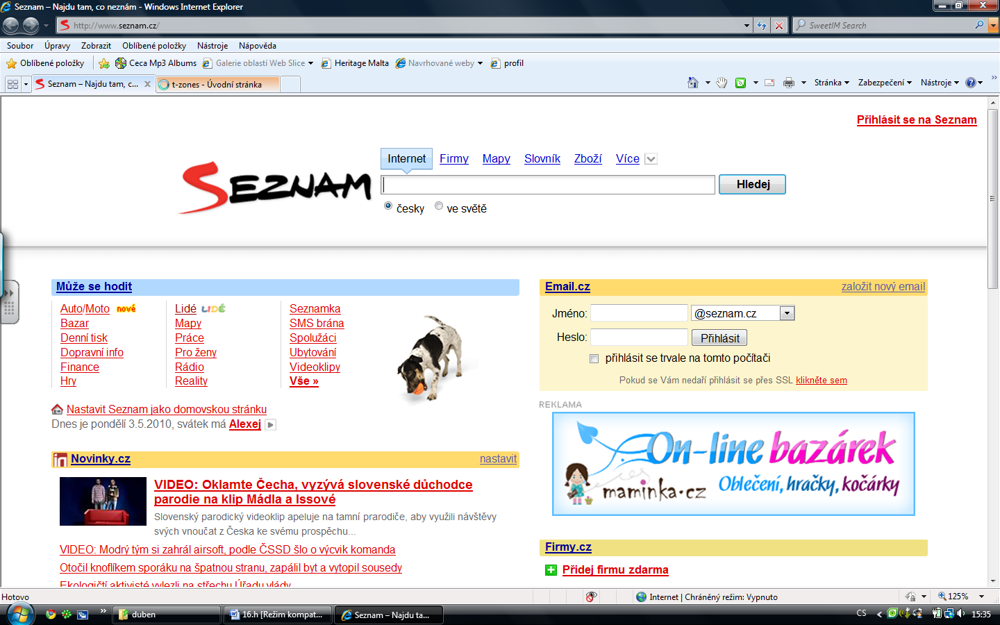 Seznam – Najdu tam, co neznám - Windows Internet Explorer
http://www.seznam.cz/
SweetIM Search
Soubor Úpravy Zobrazit Oblíbené položky Nástroje Nápověda
Oblíbené položky Ceca Mp3 Albums Galerie oblastí Web Slice Heritage Malta Navrhované weby profil
Seznam – Najdu tam, c... t-zones - Úvodní stránka Stránka Zabezpečení Nástroje
Přihlásit se na Seznam
Internet Firmy Mapy Slovník Zboží Více
SEZNAM
Hledej
česky ve světě
Může se hodit
Auto/Moto nové
Bazar
Denní tisk
Dopravní info
Finance
Hry
Lidé LIDÉ
Mapy
Práce
Pro ženy
Rádio
Reality
Seznamka
SMS brána
Spolužáci
Ubytování
Videoklipy
Vše »
Nastavit Seznam jako domovskou stránku
Dnes je pondělí 3.5.2010, svátek má Alexej
Novinky.cz nastavit
VIDEO: Oklamte Čecha, vyzývá slovenské důchodce
parodie na klip Mádla a Issové
Slovenský parodický videoklip apeluje na tamní prarodiče, aby využili návštěvy
svých vnoučat z Česka ke svému prospěchu...
VIDEO: Modrý tým si zahrál airsoft, podle ČSSD šlo o výcvik komanda
Otočil knoflíkem sporáku na špatnou stranu, zapálil byt a vytopil sousedy
Ekologičtí aktivisté vylezli na střechu Úřadu vlády
Email.cz založit nový email
Jméno: @seznam.cz
Heslo: Přihlásit
přihlásit se trvale na tomto počítači
Pokud se Vám nedaří přihlásit se přes SSL klikněte sem
REKLAMA
On-line bazárek
Oblečení, hračky, kočárky
maminka.cz
Firmy.cz
Přidej firmu zdarma
Hotovo Internet | Chráněný režim: Vypnuto 125%
duben 16.h [Režim kompat... Seznam – Najdu ta... CS 15:35